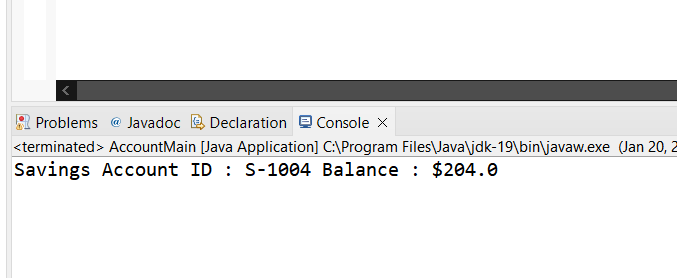 Problems @ Javadoc Declaration Console
<terminated> AccountMain [Java Application] C:\Program Files\Java\jdk-19\bin\javaw.exe (Jan 20, 2
Savings Account ID : S-1004 Balance : $204.0